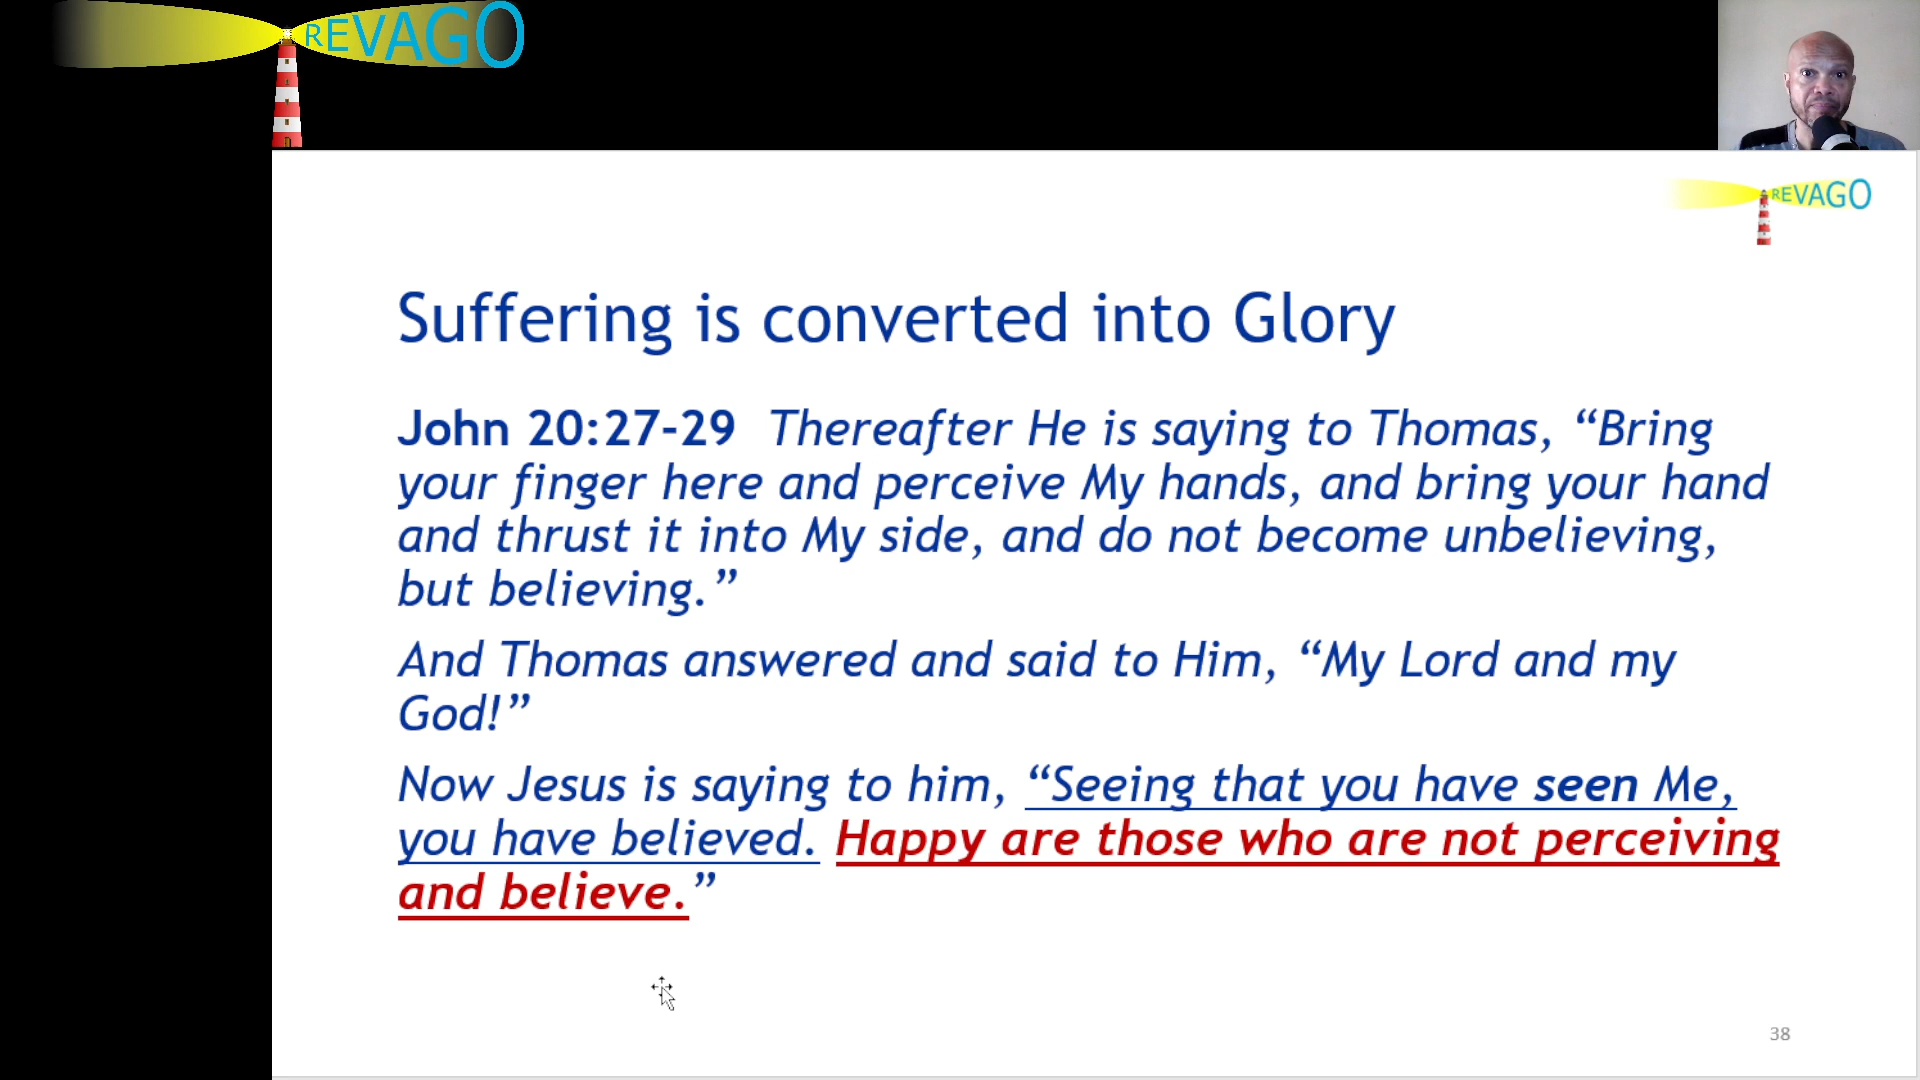 REVAGO
REVAGO
Suffering is converted into Glory
John 20:27-29 Thereafter He is saying to Thomas, “Bring
your finger here and perceive My hands, and bring your hand
and thrust it into My side, and do not become unbelieving,
but believing.”
And Thomas answered and said to Him, “My Lord and my
God!”
Now Jesus is saying to him, “Seeing that you have seen Me,
you have believed. Happy are those who are not perceiving
and believe.”
38